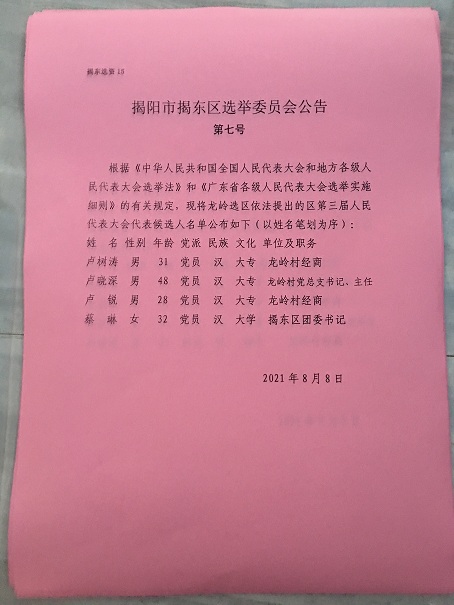 揭东选第18
揭阳市揭东区选举委员会公告
第七号
根据《中华人民共和国全国人民代表大会和地方各级人
民代表大会选举法》和《广东省各级人民代表大会选举实施
细则》的有关规定，现将龙岭选区依法提出的区第三届人民
代表大会代表候选人名单公布如下（以姓名笔划为序）：
姓 名 性别 年龄 党派 民族 文化 单位及职务
卢树涛 男 31 党员 汉 大专 龙岭村经商
卢晓深 男 48 党员 汉 大专 龙岭村党总支书记、主任
卢 锐 男 28 党员 汉 大专 龙岭村经商
蔡 琳 女 32 党员 汉 大学 揭东区团委书记
2021年8月8日